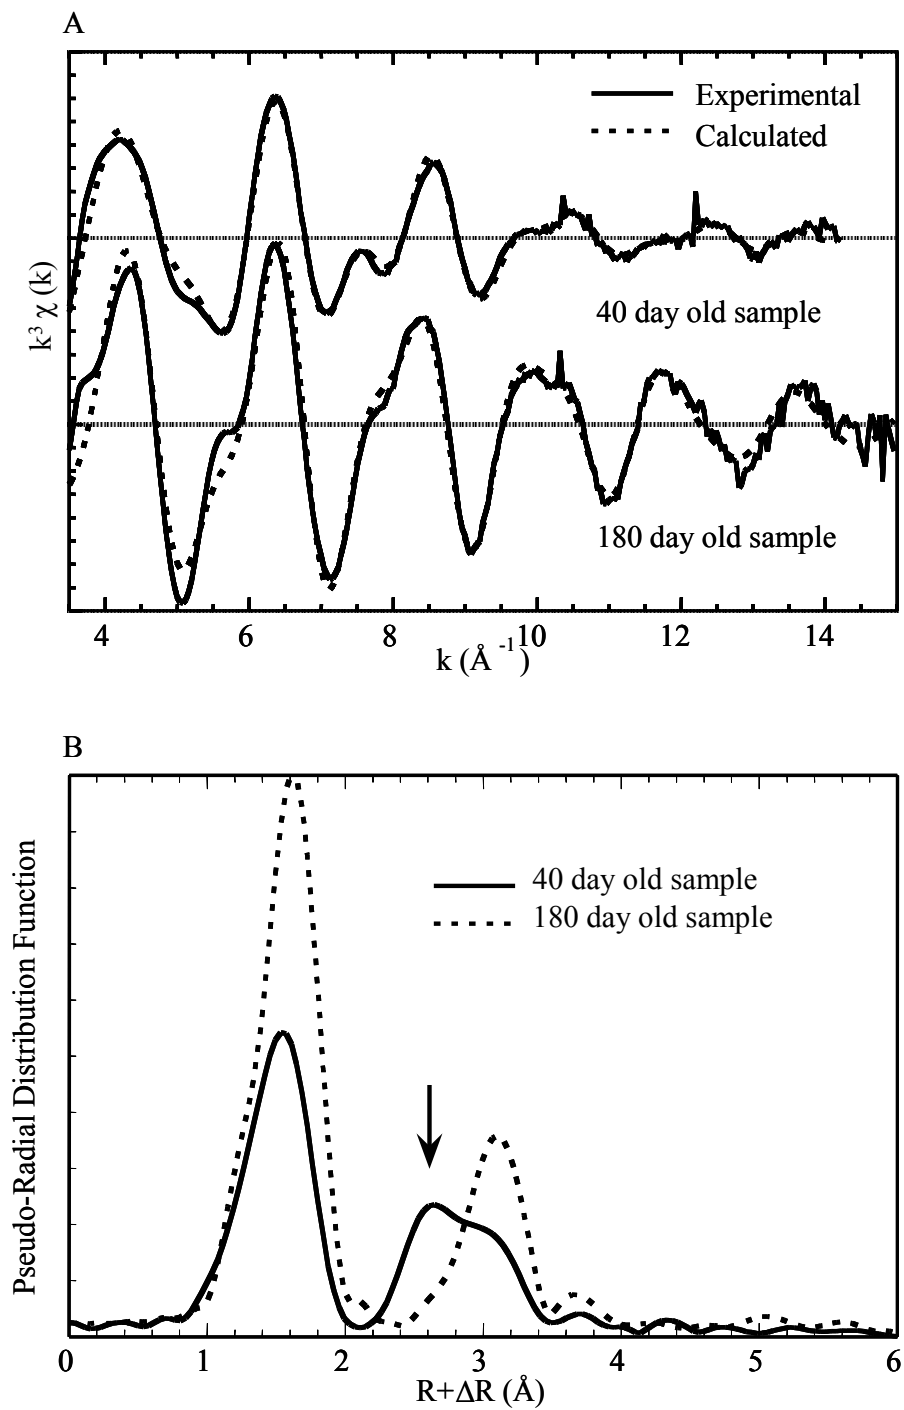 A
Experimental
Calculated
k³ χ (k)
40 day old sample
180 day old sample
4 6 8 10 12 14
k (Å ⁻¹)
B
Pseudo-Radial Distribution Function
40 day old sample
180 day old sample
0 1 2 3 4 5 6
R+ΔR (Å)